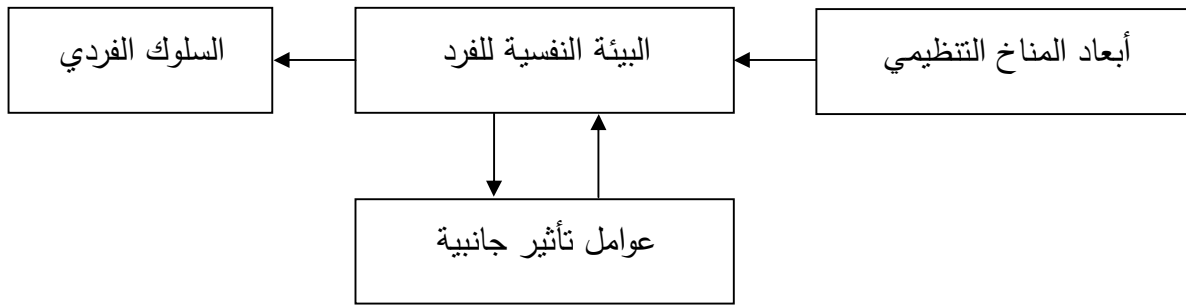 أبعاد المناخ التنظيمي
البيئة النفسية للفرد
السلوك الفردي
عوامل تأثير جانبية